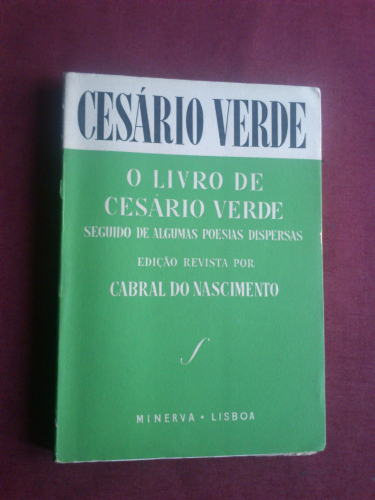 CESÁRIO VERDE
O LIVRO DE
CESÁRIO VERDE
SEGUIDO DE ALGUMAS POESIAS DISPERSAS
EDIÇÃO REVISTA POR
CABRAL DO NASCIMENTO
MINERVA • LISBOA